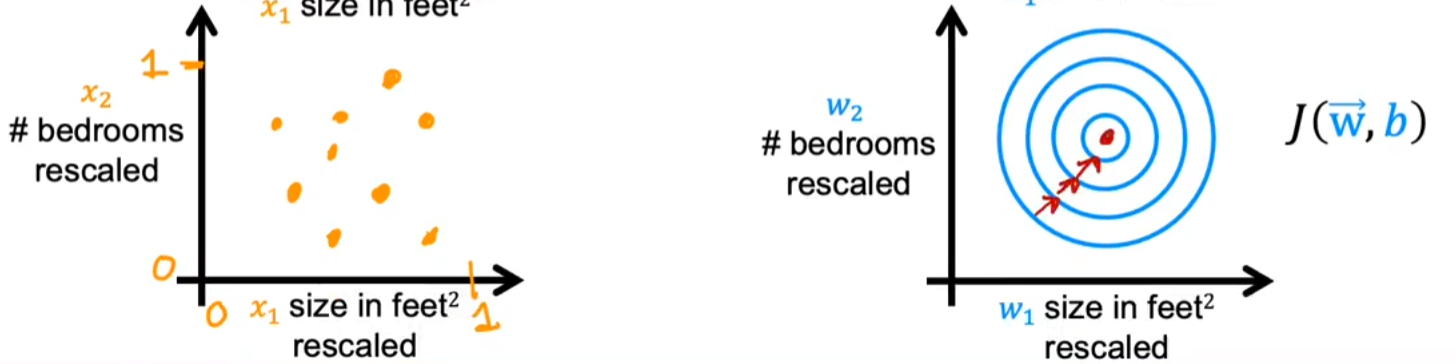 x₁ size in feet²
1
x₂
# bedrooms
rescaled
0
0 x₁ size in feet² 1
rescaled
w₂
# bedrooms
rescaled
J(w⃗, b)
w₁ size in feet²
rescaled